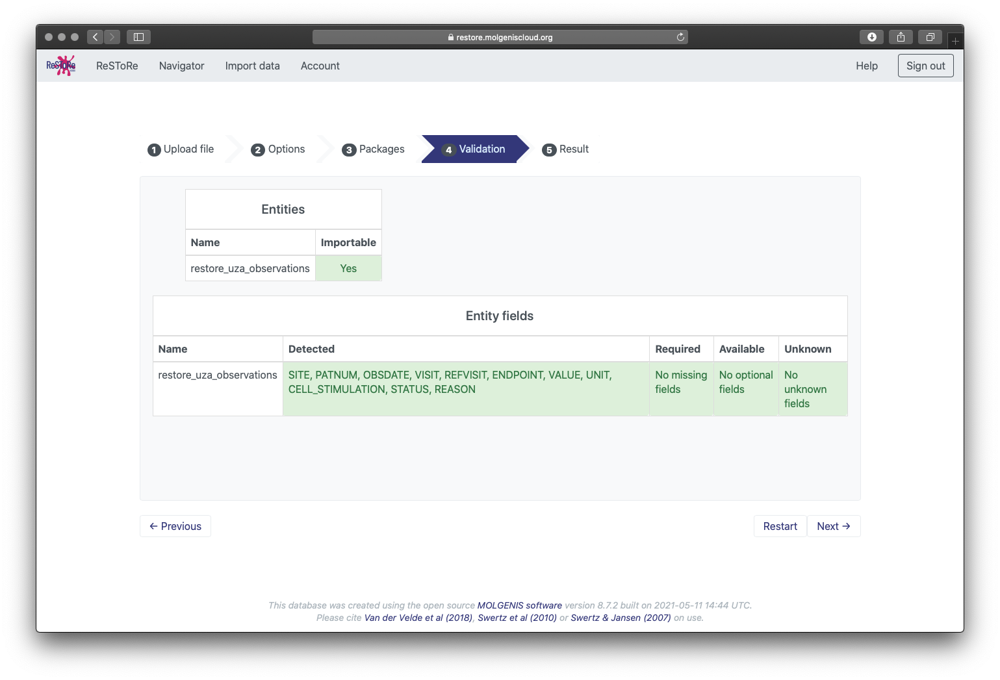 restore.molgeniscloud.org
ReSToRe
ReSToRe Navigator Import data Account Help Sign out
1 Upload file 2 Options 3 Packages 4 Validation 5 Result
Entities
Name Importable
restore_uza_observations Yes
Entity fields
Name Detected Required Available Unknown
restore_uza_observations SITE, PATNUM, OBSDATE, VISIT, REFVISIT, ENDPOINT, VALUE, UNIT, No missing No optional No
CELL_STIMULATION, STATUS, REASON fields fields unknown
fields
← Previous Restart Next →
This database was created using the open source MOLGENIS software version 8.7.2 built on 2021-05-11 14:44 UTC.
Please cite Van der Velde et al (2018), Swertz et al (2010) or Swertz & Jansen (2007) on use.